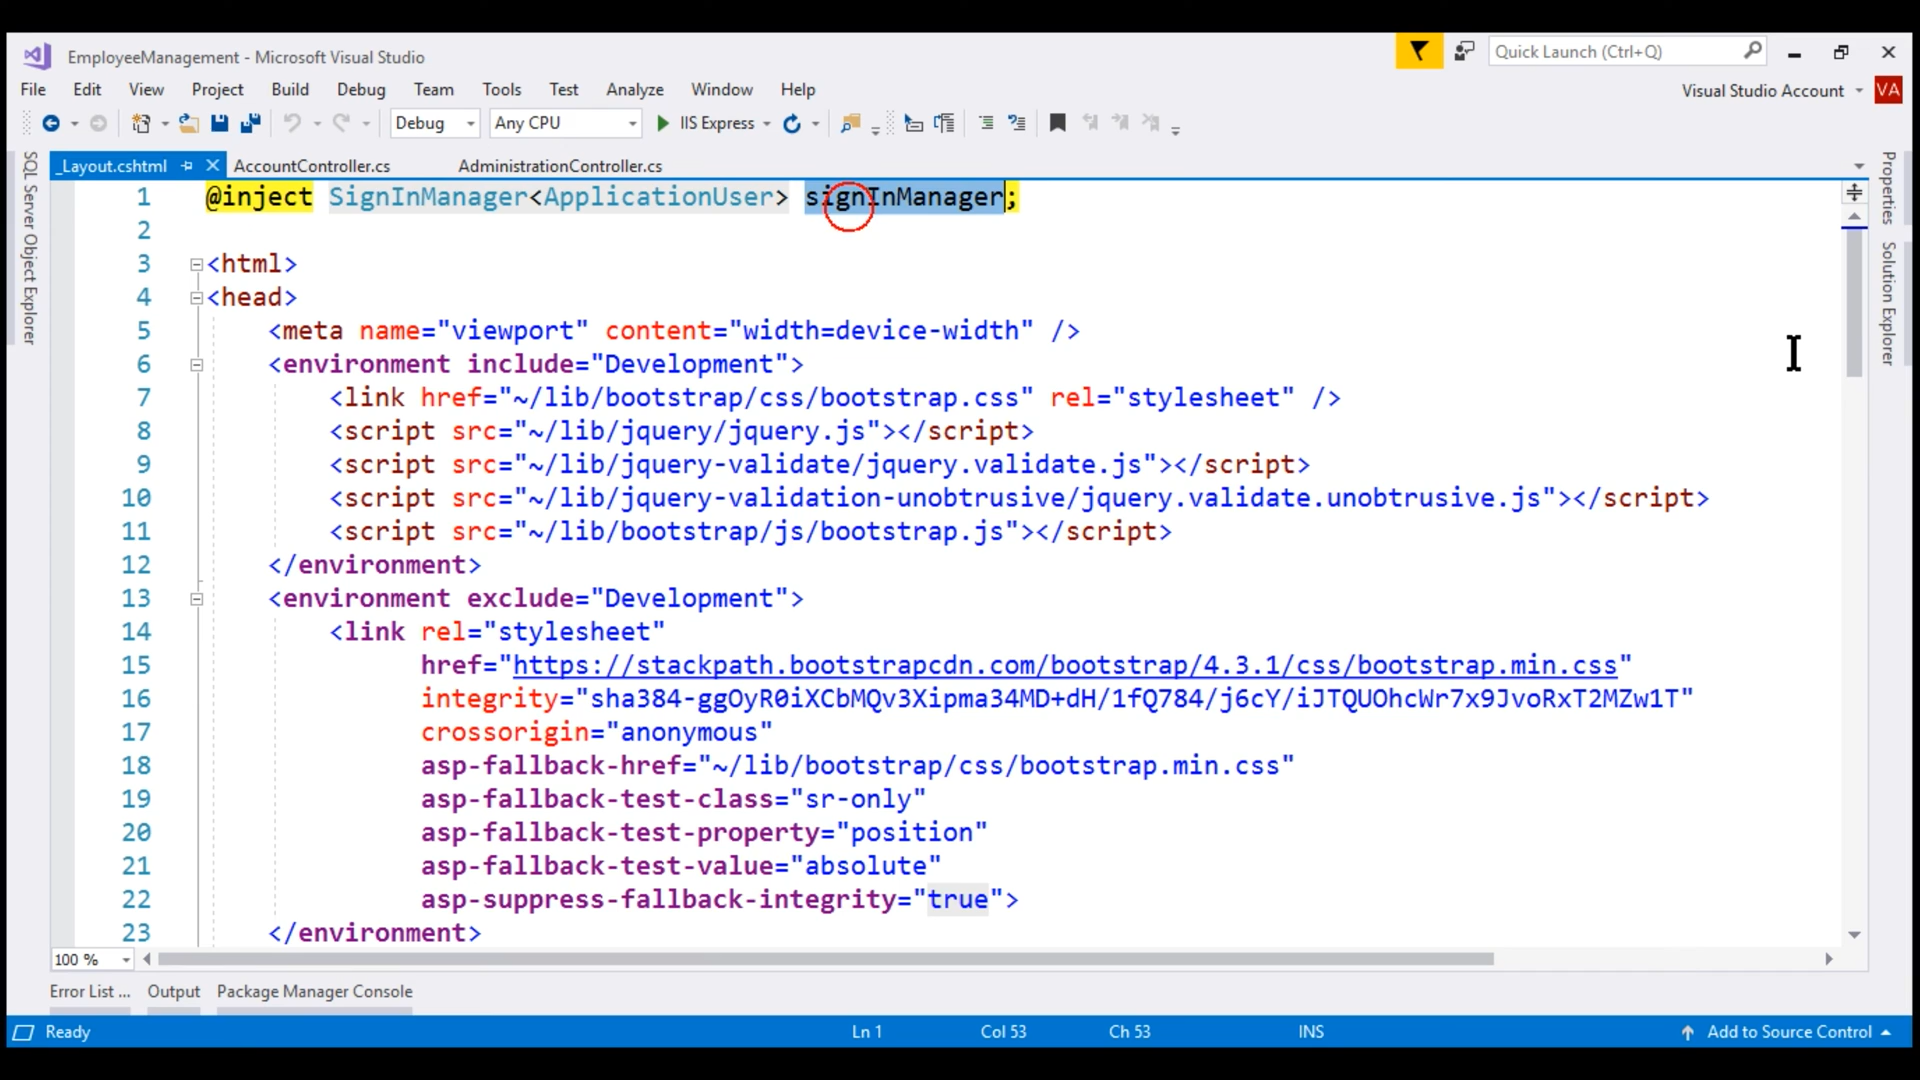 EmployeeManagement - Microsoft Visual Studio
Quick Launch (Ctrl+Q)
File Edit View Project Build Debug Team Tools Test Analyze Window Help
Visual Studio Account VA
Debug Any CPU IIS Express
_Layout.cshtml AccountController.cs AdministrationController.cs
SQL Server Object Explorer
Properties
Solution Explorer
1 @inject SignInManager<ApplicationUser> signInManager;
2
3 <html>
4 <head>
5 <meta name="viewport" content="width=device-width" />
6 <environment include="Development">
7 <link href="~/lib/bootstrap/css/bootstrap.css" rel="stylesheet" />
8 <script src="~/lib/jquery/jquery.js"></script>
9 <script src="~/lib/jquery-validate/jquery.validate.js"></script>
10 <script src="~/lib/jquery-validation-unobtrusive/jquery.validate.unobtrusive.js"></script>
11 <script src="~/lib/bootstrap/js/bootstrap.js"></script>
12 </environment>
13 <environment exclude="Development">
14 <link rel="stylesheet"
15 href="https://stackpath.bootstrapcdn.com/bootstrap/4.3.1/css/bootstrap.min.css"
16 integrity="sha384-ggOyR0iXCbMQv3Xipma34MD+dH/1fQ784/j6cY/iJTQUOhcWr7x9JvoRxT2MZw1T"
17 crossorigin="anonymous"
18 asp-fallback-href="~/lib/bootstrap/css/bootstrap.min.css"
19 asp-fallback-test-class="sr-only"
20 asp-fallback-test-property="position"
21 asp-fallback-test-value="absolute"
22 asp-suppress-fallback-integrity="true">
23 </environment>
100 %
Error List ... Output Package Manager Console
Ready Ln 1 Col 53 Ch 53 INS Add to Source Control